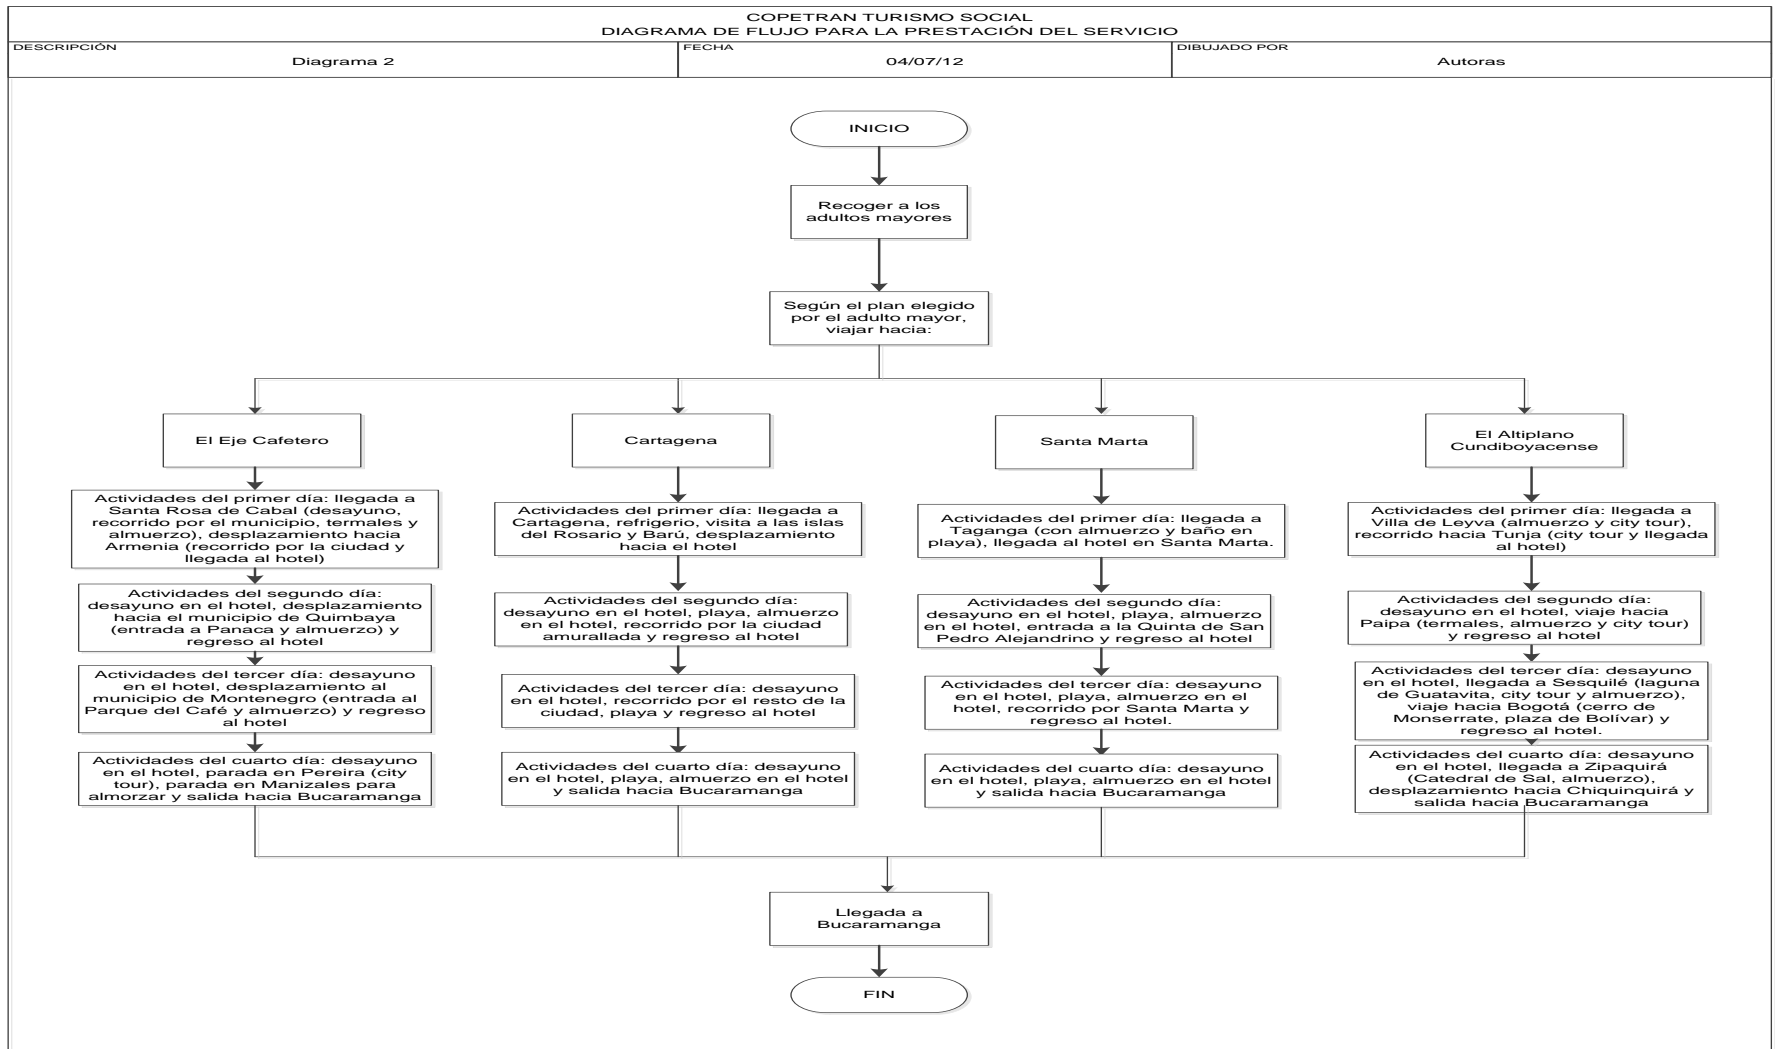 COPETRAN TURISMO SOCIAL
DIAGRAMA DE FLUJO PARA LA PRESTACIÓN DEL SERVICIO
DESCRIPCIÓN
Diagrama 2
FECHA
04/07/12
DIBUJADO POR
Autoras
INICIO
Recoger a los
adultos mayores
Según el plan elegido
por el adulto mayor,
viajar hacia:
El Eje Cafetero
Actividades del primer día: llegada a
Santa Rosa de Cabal (desayuno,
recorrido por el municipio, termales y
almuerzo), desplazamiento hacia
Armenia (recorrido por la ciudad y
llegada al hotel)
Actividades del segundo día:
desayuno en el hotel, desplazamiento
hacia el municipio de Quimbaya
(entrada a Panaca y almuerzo) y
regreso al hotel
Actividades del tercer día: desayuno
en el hotel, desplazamiento al
municipio de Montenegro (entrada al
Parque del Café y almuerzo) y regreso
al hotel
Actividades del cuarto día: desayuno
en el hotel, parada en Pereira (city
tour), parada en Manizales para
almorzar y salida hacia Bucaramanga
Cartagena
Actividades del primer día: llegada a
Cartagena, refrigerio, visita a las islas
del Rosario y Barú, desplazamiento
hacia el hotel
Actividades del segundo día:
desayuno en el hotel, playa, almuerzo
en el hotel, recorrido por la ciudad
amurallada y regreso al hotel
Actividades del tercer día: desayuno
en el hotel, recorrido por el resto de la
ciudad, playa y regreso al hotel
Actividades del cuarto día: desayuno
en el hotel, playa, almuerzo en el hotel
y salida hacia Bucaramanga
Santa Marta
Actividades del primer día: llegada a
Taganga (con almuerzo y baño en
playa), llegada al hotel en Santa Marta.
Actividades del segundo día:
desayuno en el hotel, playa, almuerzo
en el hotel, entrada a la Quinta de San
Pedro Alejandrino y regreso al hotel
Actividades del tercer día: desayuno
en el hotel, playa, almuerzo en el
hotel, recorrido por Santa Marta y
regreso al hotel.
Actividades del cuarto día: desayuno
en el hotel, playa, almuerzo en el hotel
y salida hacia Bucaramanga
El Altiplano
Cundiboyacense
Actividades del primer día: llegada a
Villa de Leyva (almuerzo y city tour),
recorrido hacia Tunja (city tour y llegada
al hotel)
Actividades del segundo día:
desayuno en el hotel, viaje hacia
Paipa (termales, almuerzo y city tour)
y regreso al hotel
Actividades del tercer día: desayuno
en el hotel, llegada a Sesquilé (laguna
de Guatavita, city tour y almuerzo),
viaje hacia Bogotá (cerro de
Monserrate, plaza de Bolívar) y
regreso al hotel.
Actividades del cuarto día: desayuno
en el hotel, llegada a Zipaquirá
(Catedral de Sal, almuerzo),
desplazamiento hacia Chiquinquirá y
salida hacia Bucaramanga
Llegada a
Bucaramanga
FIN